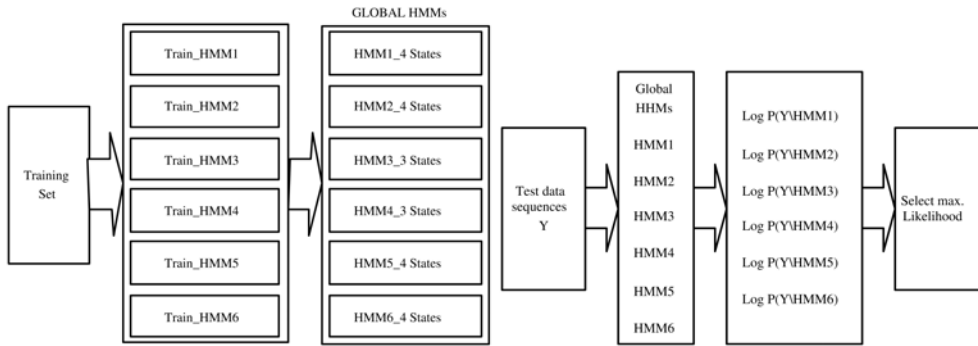 GLOBAL HMMs
Training
Set
Train_HMM1
Train_HMM2
Train_HMM3
Train_HMM4
Train_HMM5
Train_HMM6
HMM1_4 States
HMM2_4 States
HMM3_3 States
HMM4_3 States
HMM5_4 States
HMM6_4 States
Test data
sequences
Y
Global
HHMs
HMM1
HMM2
HMM3
HMM4
HMM5
HMM6
Log P(Y\HMM1)
Log P(Y\HMM2)
Log P(Y\HMM3)
Log P(Y\HMM4)
Log P(Y\HMM5)
Log P(Y\HMM6)
Select max.
Likelihood